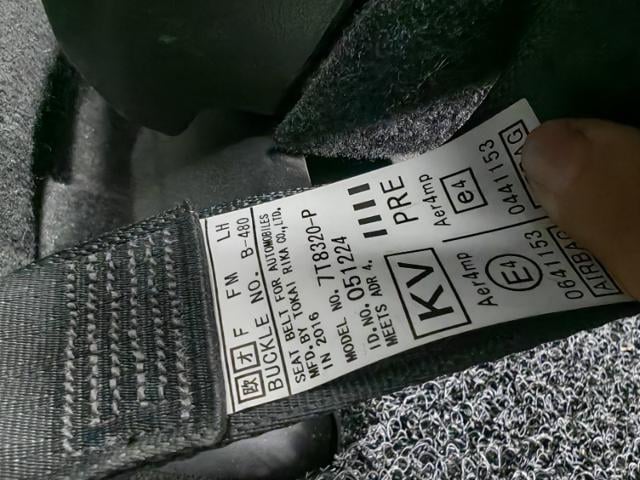 欧 オ F FM LH
BUCKLE NO. B-480
SEAT BELT FOR AUTOMOBILES
MFD. BY TOKAI RIKA CO., LTD.
IN 2016
MODEL NO. 7T8320-P
I.D. NO. 051224
MEETS ADR 4.
PRE
KV
Aer4mp
e4
0441153
Aer4mp
E4
0641153
AIRBAG